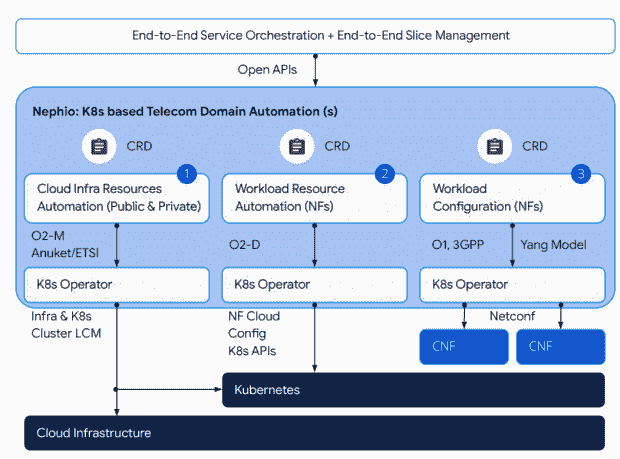 End-to-End Service Orchestration + End-to-End Slice Management
Open APIs
Nephio: K8s based Telecom Domain Automation (s)
CRD
CRD
CRD
1
2
3
Cloud Infra Resources
Automation (Public & Private)
Workload Resource
Automation (NFs)
Workload
Configuration (NFs)
O2-M
Anuket/ETSI
O2-D
O1, 3GPP
Yang Model
K8s Operator
K8s Operator
K8s Operator
Infra & K8s
Cluster LCM
NF Cloud
Config
K8s APIs
Netconf
CNF
CNF
Kubernetes
Cloud Infrastructure